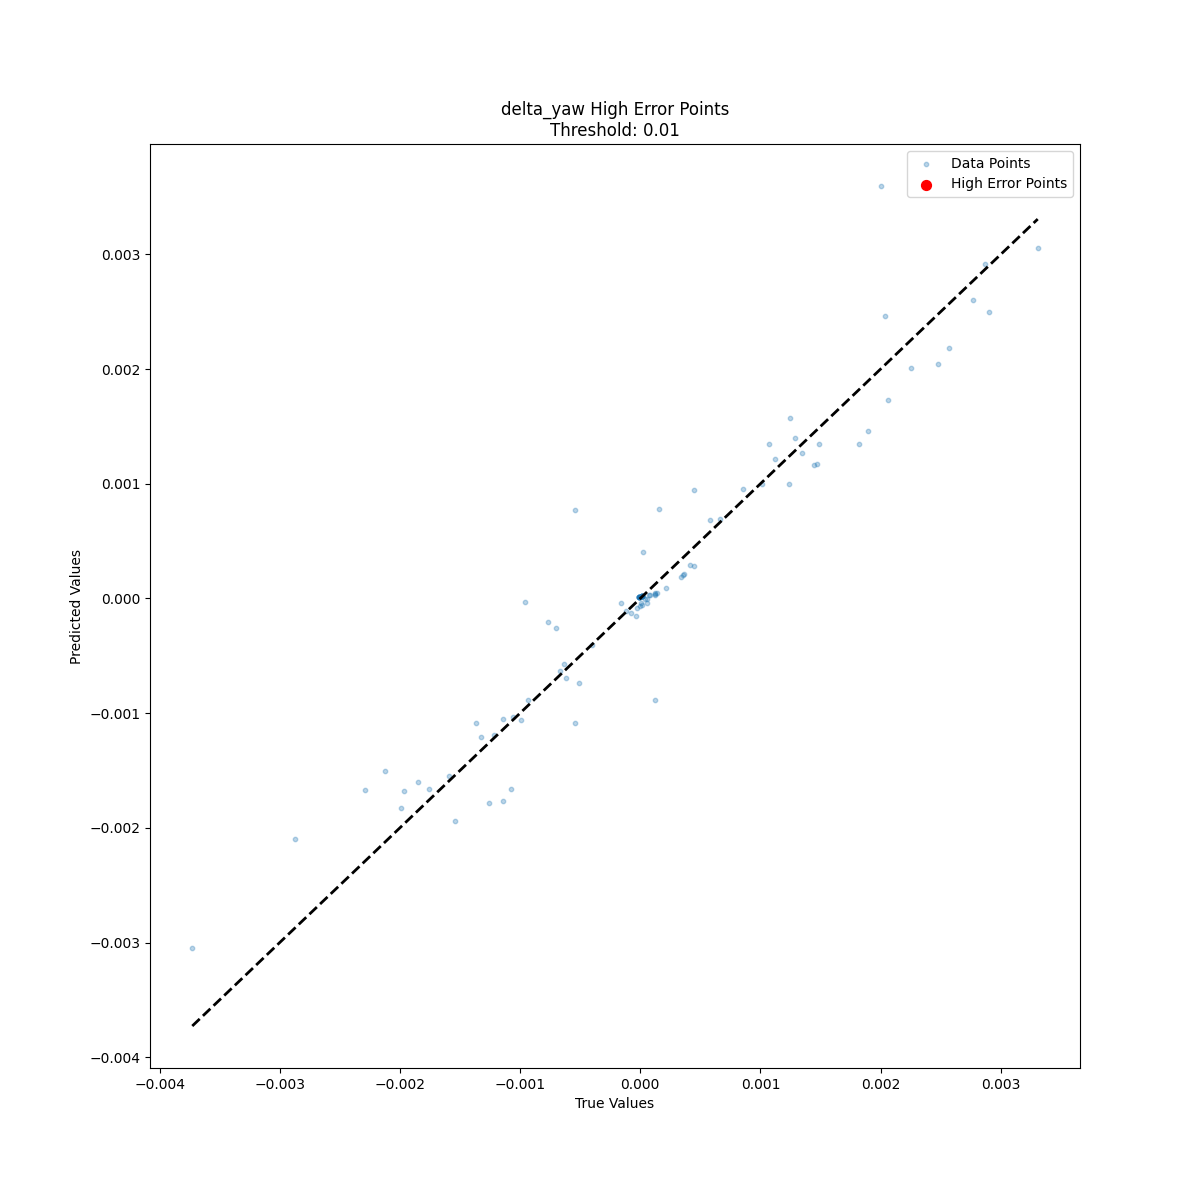 delta_yaw High Error Points
Threshold: 0.01
Data Points
High Error Points
0.003
0.002
0.001
0.000
−0.001
−0.002
−0.003
−0.004
Predicted Values
−0.004
−0.003
−0.002
−0.001
0.000
0.001
0.002
0.003
True Values